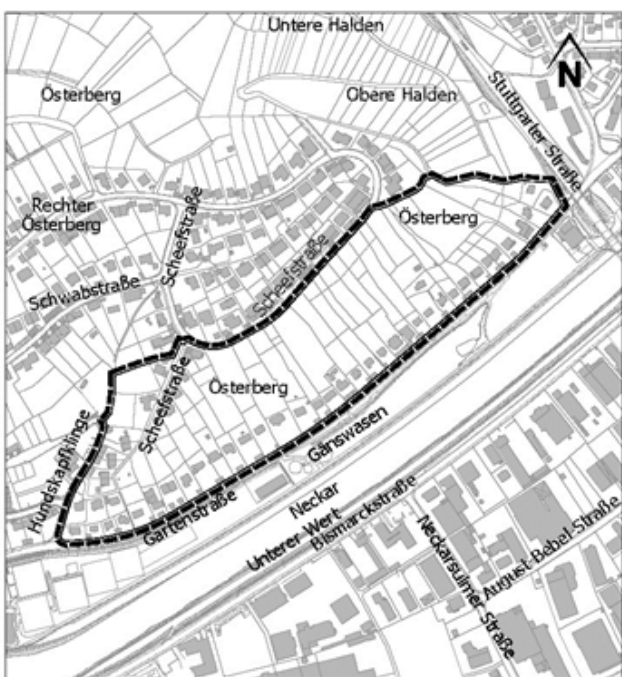 Untere Halden
Österberg
Obere Halden
N
Stuttgarter Straße
Rechter
Österberg
Scheefstraße
Österberg
Schwabstraße
Scheefstraße
Österberg
Scheefstraße
Hundskapfklinge
Gartenstraße
Gänswasen
Neckar
Unterer Wert
Bismarckstraße
Neckarsulmer Straße
August-Bebel-Straße